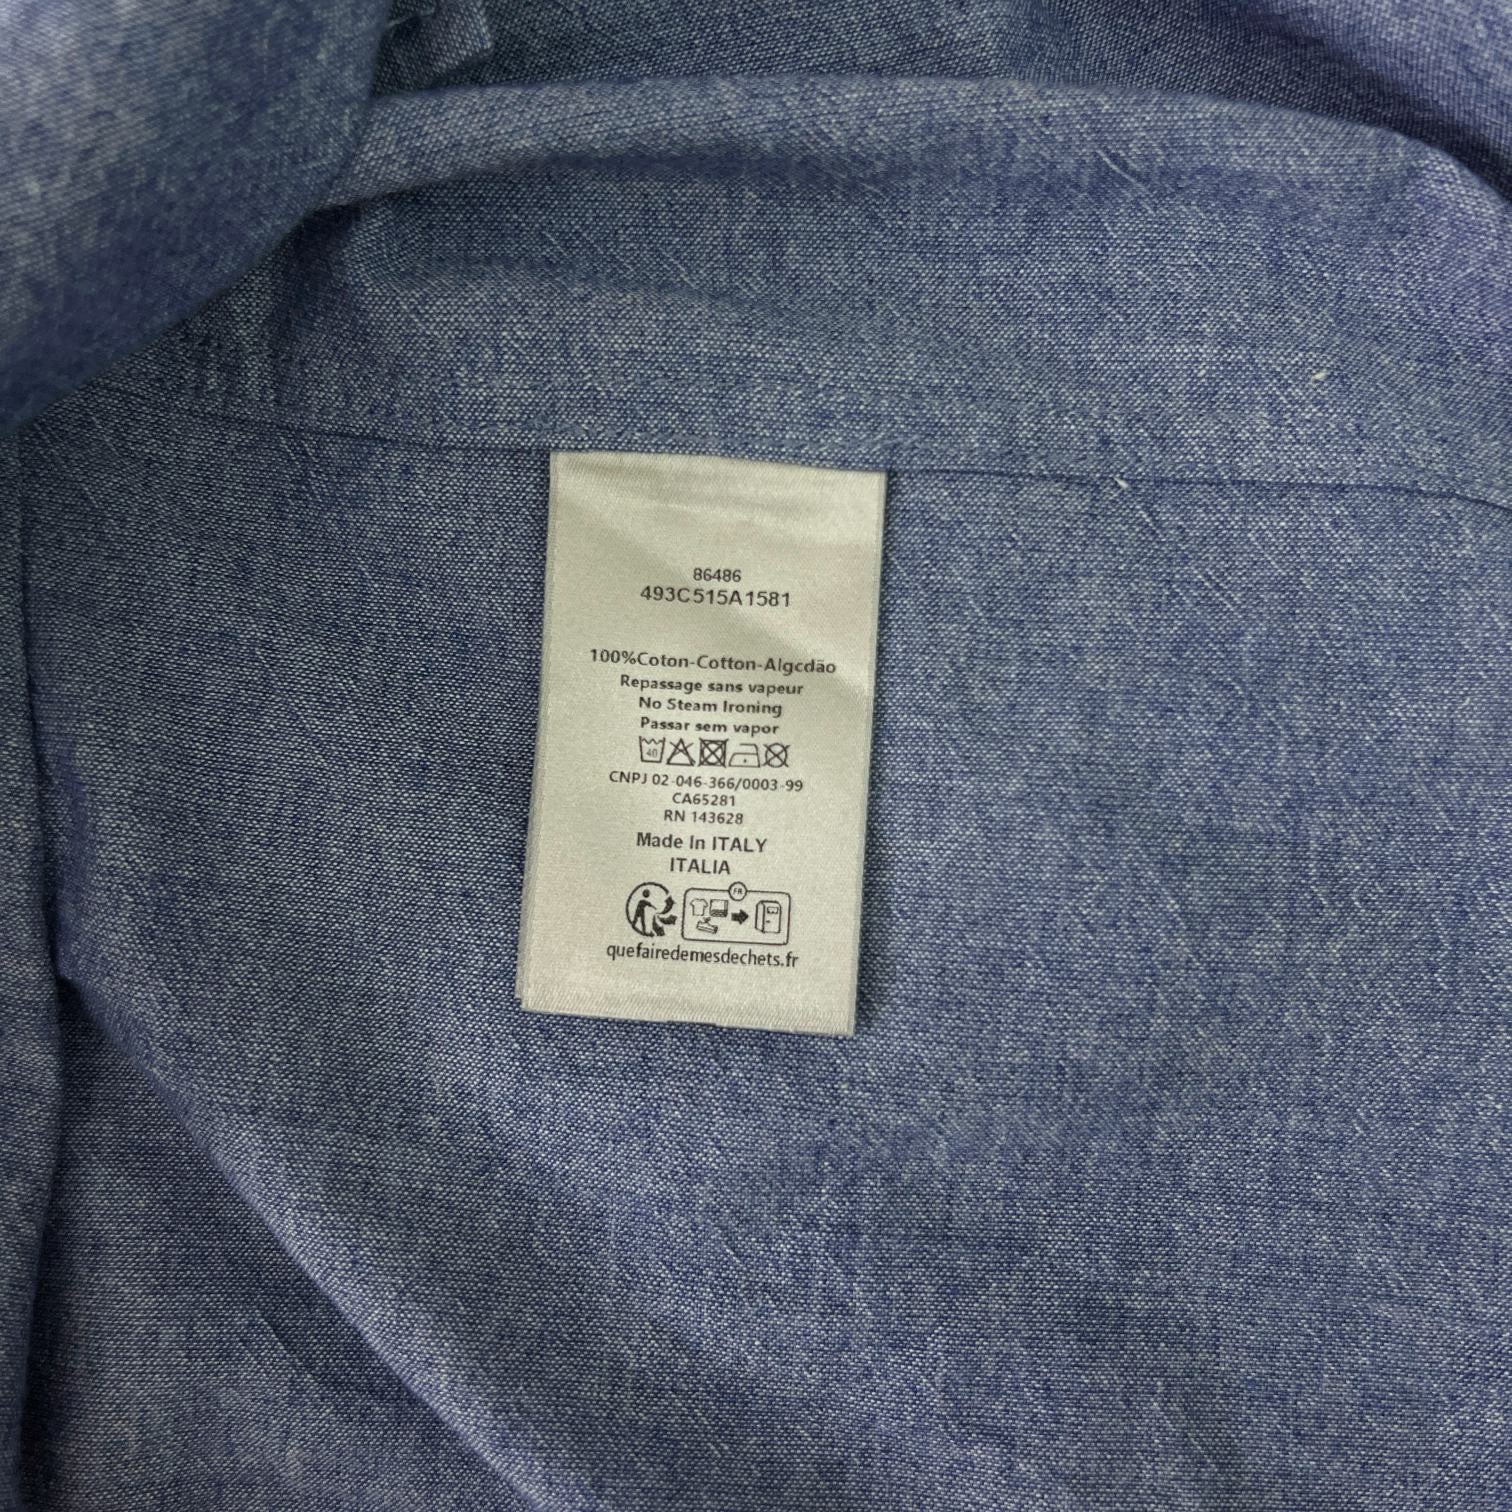 86486
493C515A1581
100%Coton-Cotton-Algcdão
Repassage sans vapeur
No Steam Ironing
Passar sem vapor
40
CNPJ 02-046-366/0003-99
CA65281
RN 143628
Made In ITALY
ITALIA
FR
quefairedemesdechets.fr